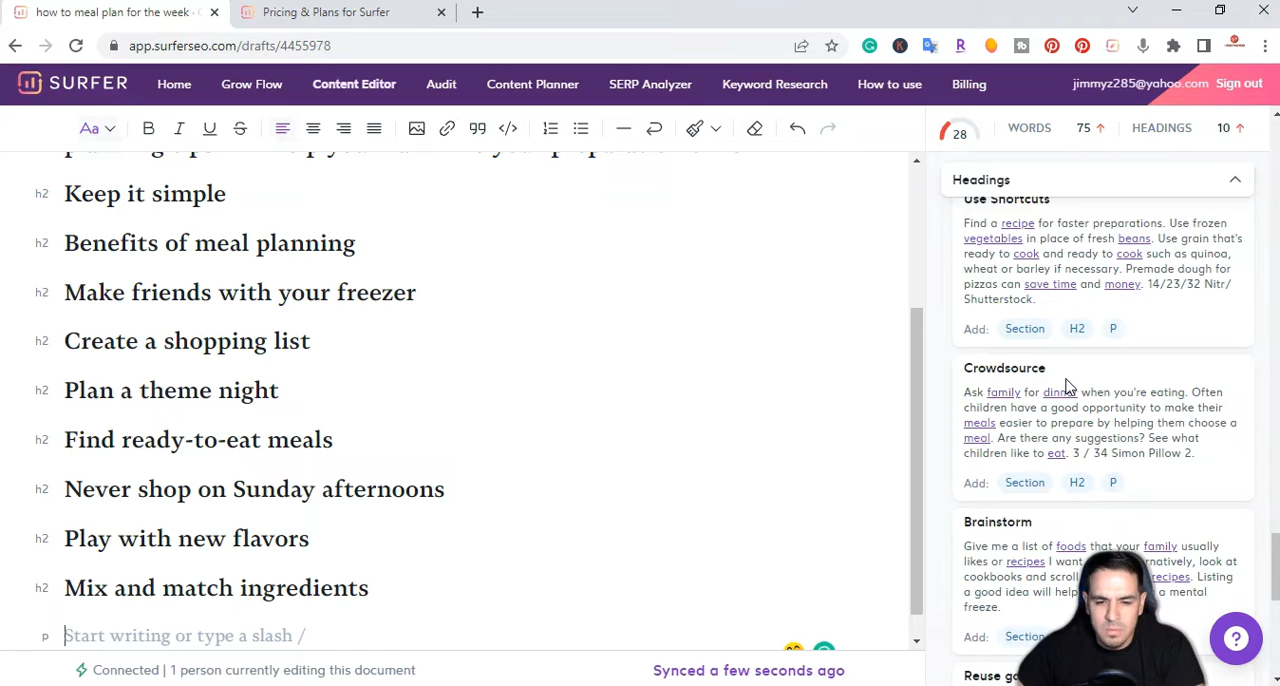 how to meal plan for the week
Pricing & Plans for Surfer
app.surferseo.com/drafts/4455978
SURFER
Home
Grow Flow
Content Editor
Audit
Content Planner
SERP Analyzer
Keyword Research
How to use
Billing
jimmyz285@yahoo.com
Sign out
Aa
28
WORDS 75
HEADINGS 10
h2 Keep it simple
h2 Benefits of meal planning
h2 Make friends with your freezer
h2 Create a shopping list
h2 Plan a theme night
h2 Find ready-to-eat meals
h2 Never shop on Sunday afternoons
h2 Play with new flavors
h2 Mix and match ingredients
p Start writing or type a slash /
Connected | 1 person currently editing this document
Synced a few seconds ago
Headings
Use Shortcuts
Find a recipe for faster preparations. Use frozen
vegetables in place of fresh beans. Use grain that's
ready to cook and ready to cook such as quinoa,
wheat or barley if necessary. Premade dough for
pizzas can save time and money. 14/23/32 Nitr/
Shutterstock.
Add: Section H2 P
Crowdsource
Ask family for dinner when you're eating. Often
children have a good opportunity to make their
meals easier to prepare by helping them choose a
meal. Are there any suggestions? See what
children like to eat. 3 / 34 Simon Pillow 2.
Add: Section H2 P
Brainstorm
Give me a list of foods that your family usually
likes or recipes I want look at
cookbooks and scroll recipes. Listing
a good idea will help a mental
freeze.
Add: Section